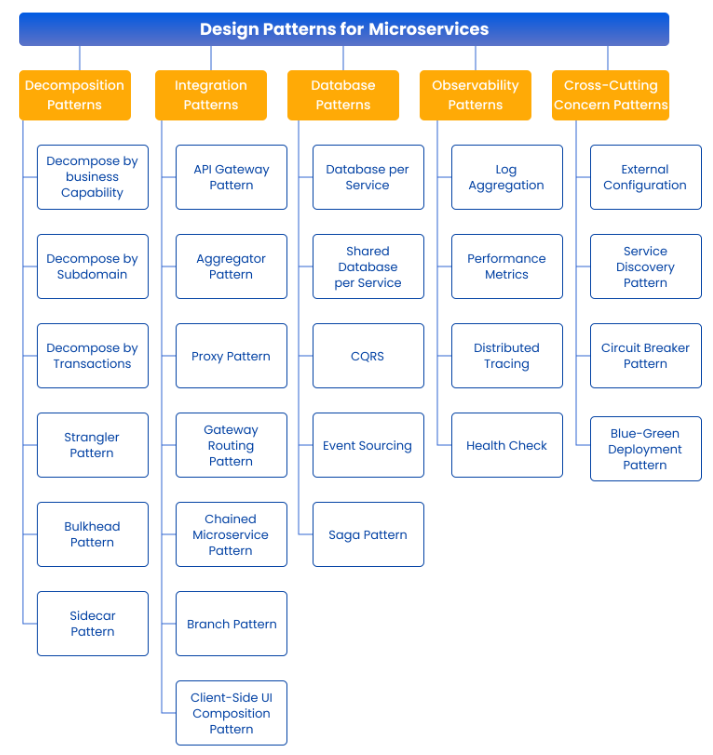 Design Patterns for Microservices
Decomposition
Patterns
Integration
Patterns
Database
Patterns
Observability
Patterns
Cross-Cutting
Concern Patterns
Decompose by
business
Capability
Decompose by
Subdomain
Decompose by
Transactions
Strangler
Pattern
Bulkhead
Pattern
Sidecar
Pattern
API Gateway
Pattern
Aggregator
Pattern
Proxy Pattern
Gateway
Routing
Pattern
Chained
Microservice
Pattern
Branch Pattern
Client-Side UI
Composition
Pattern
Database per
Service
Shared
Database
per Service
CQRS
Event Sourcing
Saga Pattern
Log
Aggregation
Performance
Metrics
Distributed
Tracing
Health Check
External
Configuration
Service
Discovery
Pattern
Circuit Breaker
Pattern
Blue-Green
Deployment
Pattern